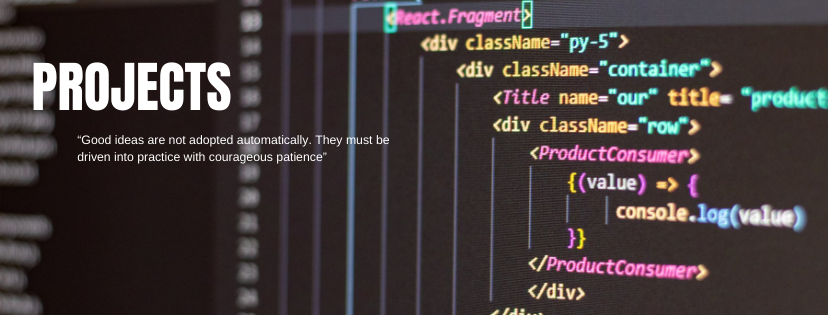 PROJECTS
“Good ideas are not adopted automatically. They must be
driven into practice with courageous patience”
<React.Fragment>
<div className="py-5">
<div className="container">
<Title name="our" title= "product
<div className="row">
<ProductConsumer>
{(value) => {
console.log(value)
}}
</ProductConsumer>
</div>
</div>